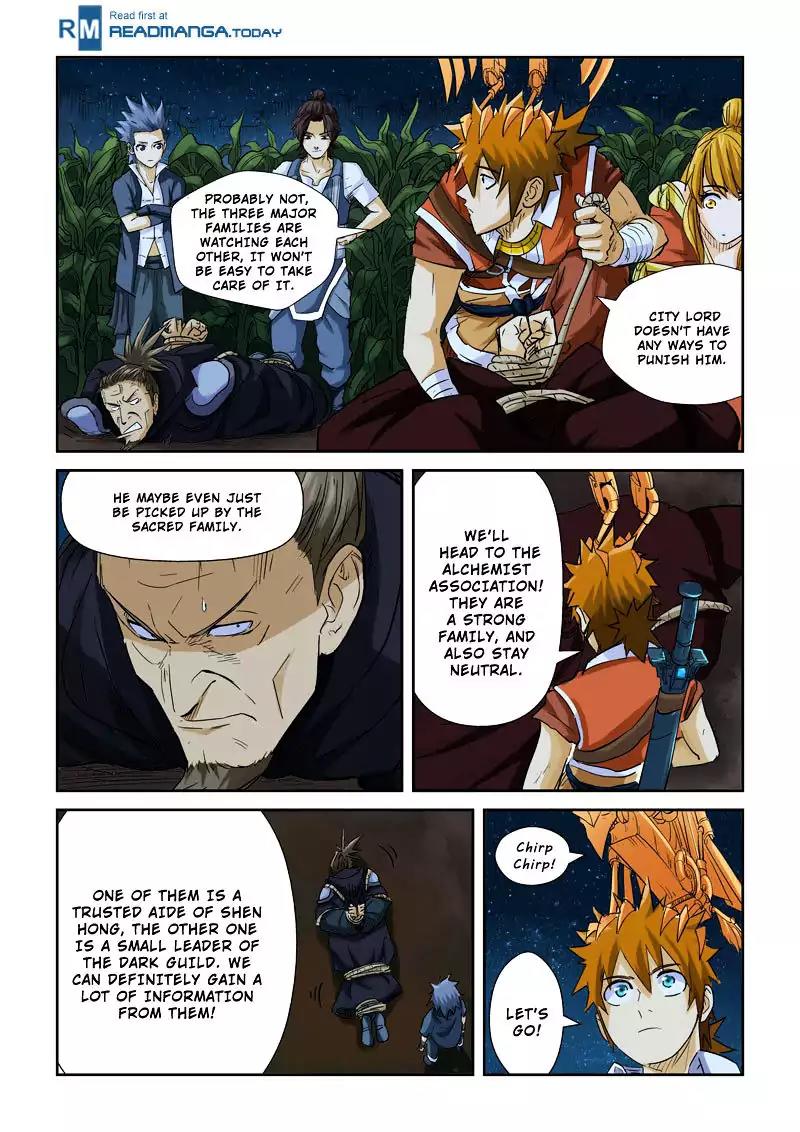 Read first at
RM READMANGA.TODAY
PROBABLY NOT,
THE THREE MAJOR
FAMILIES ARE
WATCHING EACH
OTHER, IT WON'T
BE EASY TO TAKE
CARE OF IT.
CITY LORD
DOESN'T HAVE
ANY WAYS TO
PUNISH HIM.
HE MAYBE EVEN JUST
BE PICKED UP BY THE
SACRED FAMILY.
WE'LL
HEAD TO THE
ALCHEMIST
ASSOCIATION!
THEY ARE
A STRONG
FAMILY, AND
ALSO STAY
NEUTRAL.
ONE OF THEM IS A
TRUSTED AIDE OF SHEN
HONG, THE OTHER ONE
IS A SMALL LEADER OF
THE DARK GUILD. WE
CAN DEFINITELY GAIN A
LOT OF INFORMATION
FROM THEM!
Chirp
Chirp!
LET'S
GO!